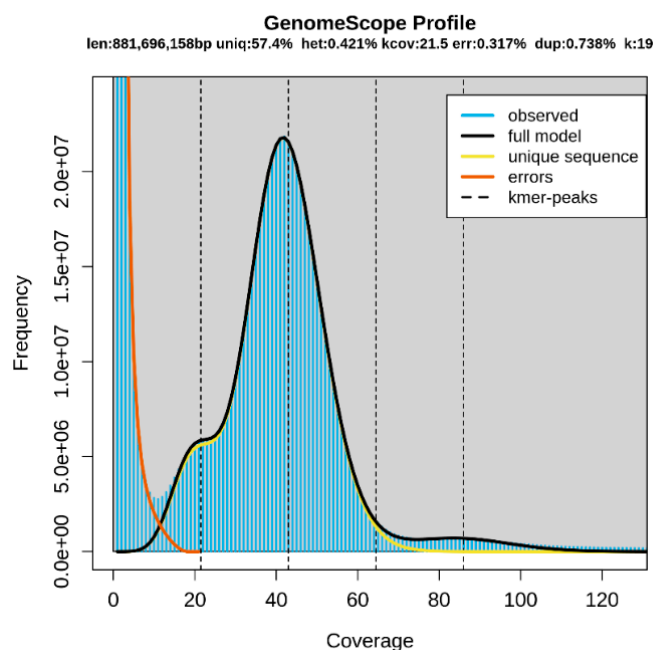 GenomeScope Profile
len:881,696,158bp uniq:57.4% het:0.421% kcov:21.5 err:0.317% dup:0.738% k:19
observed
full model
unique sequence
errors
kmer-peaks
Frequency
2.0e+07
1.5e+07
1.0e+07
5.0e+06
0.0e+00
0 20 40 60 80 100 120
Coverage